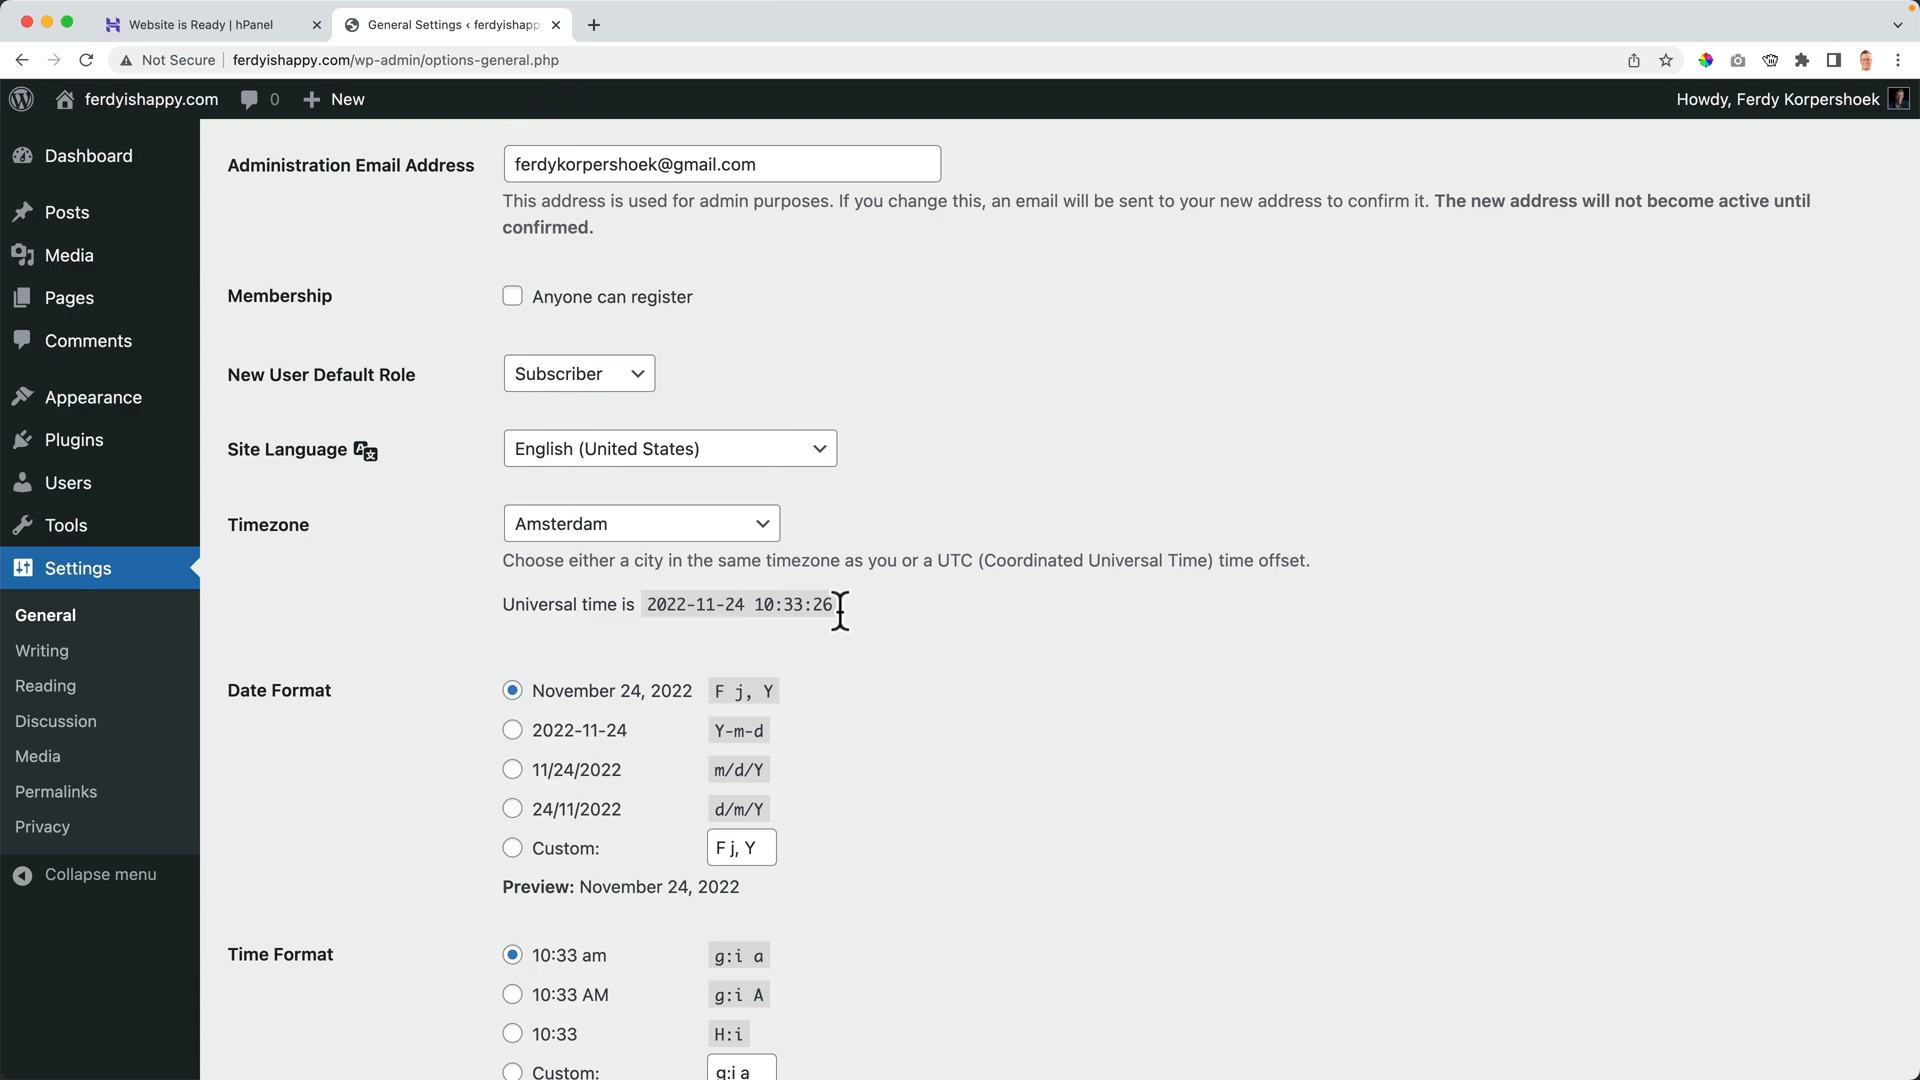 Website is Ready | hPanel
General Settings ‹ ferdyishapp
Not Secure
ferdyishappy.com/wp-admin/options-general.php
ferdyishappy.com
0
New
Howdy, Ferdy Korpershoek
Dashboard
Posts
Media
Pages
Comments
Appearance
Plugins
Users
Tools
Settings
General
Writing
Reading
Discussion
Media
Permalinks
Privacy
Collapse menu
Administration Email Address
ferdykorpershoek@gmail.com
This address is used for admin purposes. If you change this, an email will be sent to your new address to confirm it. The new address will not become active until
confirmed.
Membership
Anyone can register
New User Default Role
Subscriber
Site Language
English (United States)
Timezone
Amsterdam
Choose either a city in the same timezone as you or a UTC (Coordinated Universal Time) time offset.
Universal time is 2022-11-24 10:33:26
Date Format
November 24, 2022 F j, Y
2022-11-24 Y-m-d
11/24/2022 m/d/Y
24/11/2022 d/m/Y
Custom: F j, Y
Preview: November 24, 2022
Time Format
10:33 am g:i a
10:33 AM g:i A
10:33 H:i
Custom: g:i a